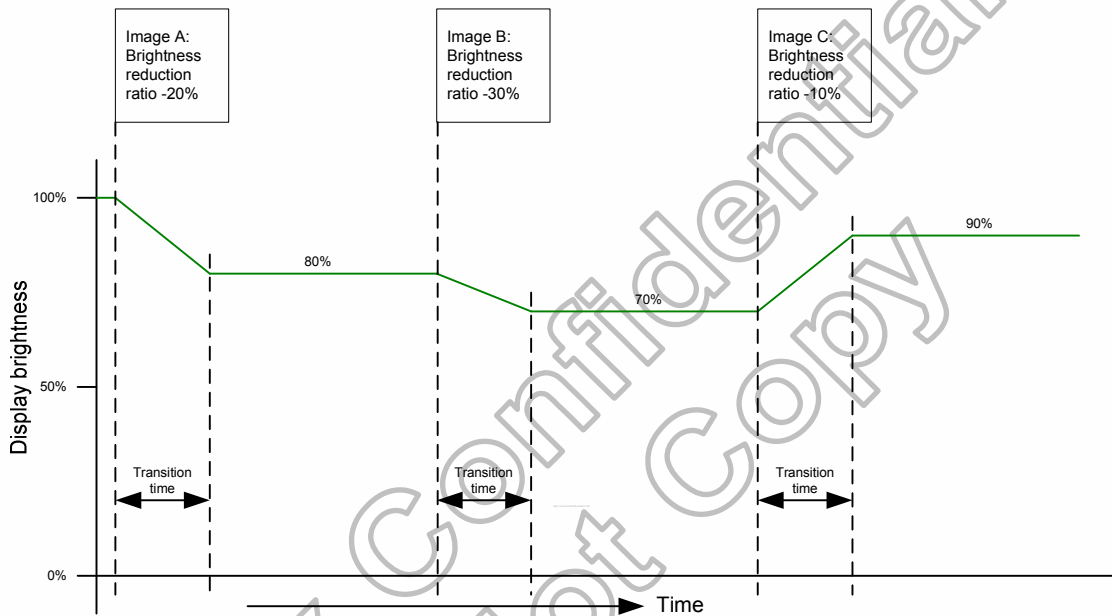 Image A:
Brightness
reduction
ratio -20%
Image B:
Brightness
reduction
ratio -30%
Image C:
Brightness
reduction
ratio -10%
100%
80%
70%
90%
50%
0%
Display brightness
Transition
time
Transition
time
Transition
time
Time
Confidential
Copy